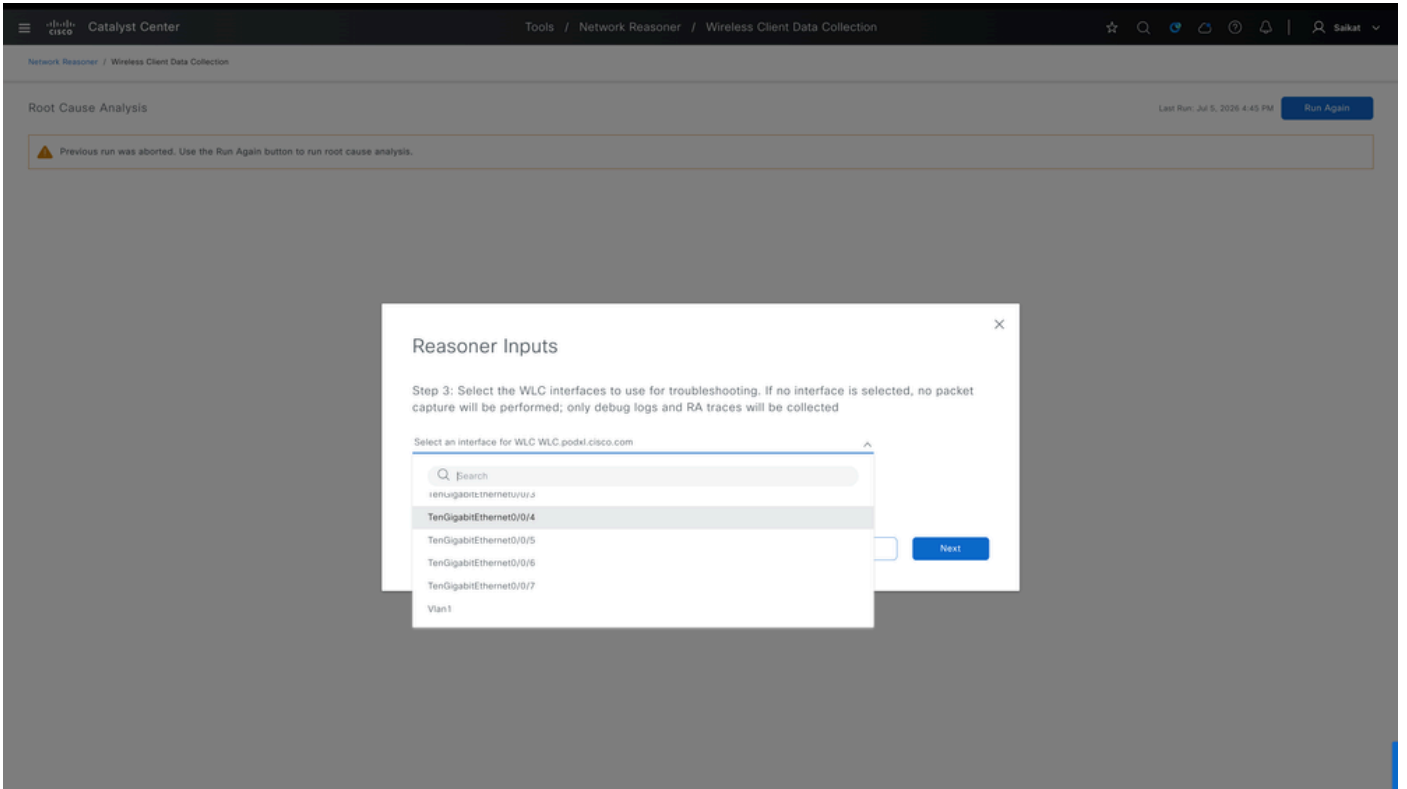 cisco Catalyst Center Tools / Network Reasoner / Wireless Client Data Collection Saikat
Network Reasoner / Wireless Client Data Collection
Root Cause Analysis Last Run: Jul 5, 2026 4:45 PM Run Again
Previous run was aborted. Use the Run Again button to run root cause analysis.
Reasoner Inputs
Step 3: Select the WLC interfaces to use for troubleshooting. If no interface is selected, no packet
capture will be performed; only debug logs and RA traces will be collected
Select an interface for WLC WLC.podxl.cisco.com
Search
TenGigabitEthernet0/0/3
TenGigabitEthernet0/0/4
TenGigabitEthernet0/0/5
Next
TenGigabitEthernet0/0/6
TenGigabitEthernet0/0/7
Vlan1